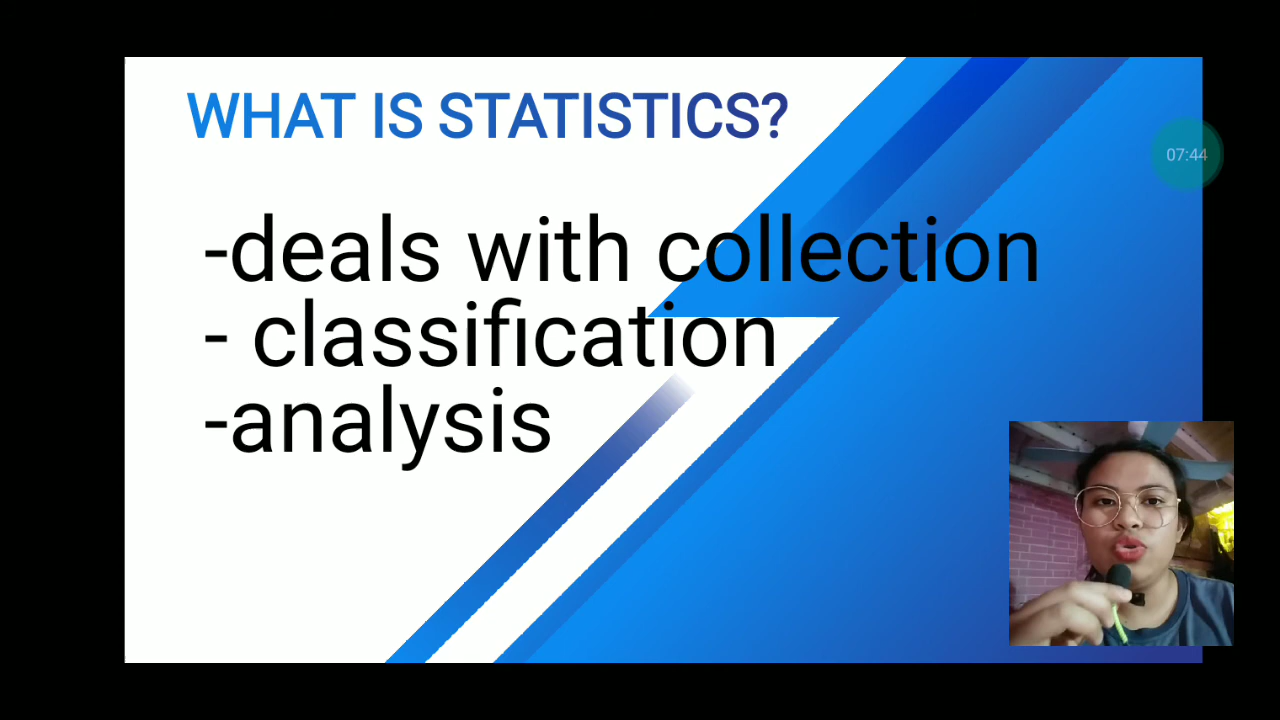 WHAT IS STATISTICS?
07:44
-deals with collection
- classification
-analysis